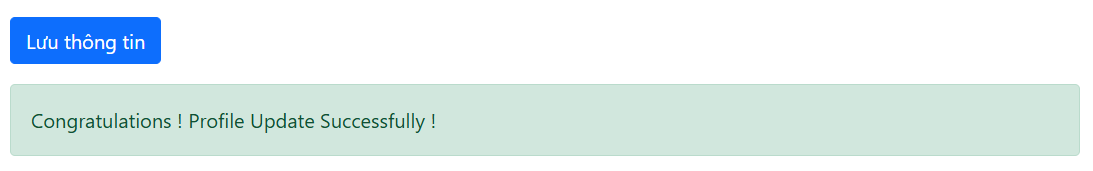 Lưu thông tin
Congratulations ! Profile Update Successfully !